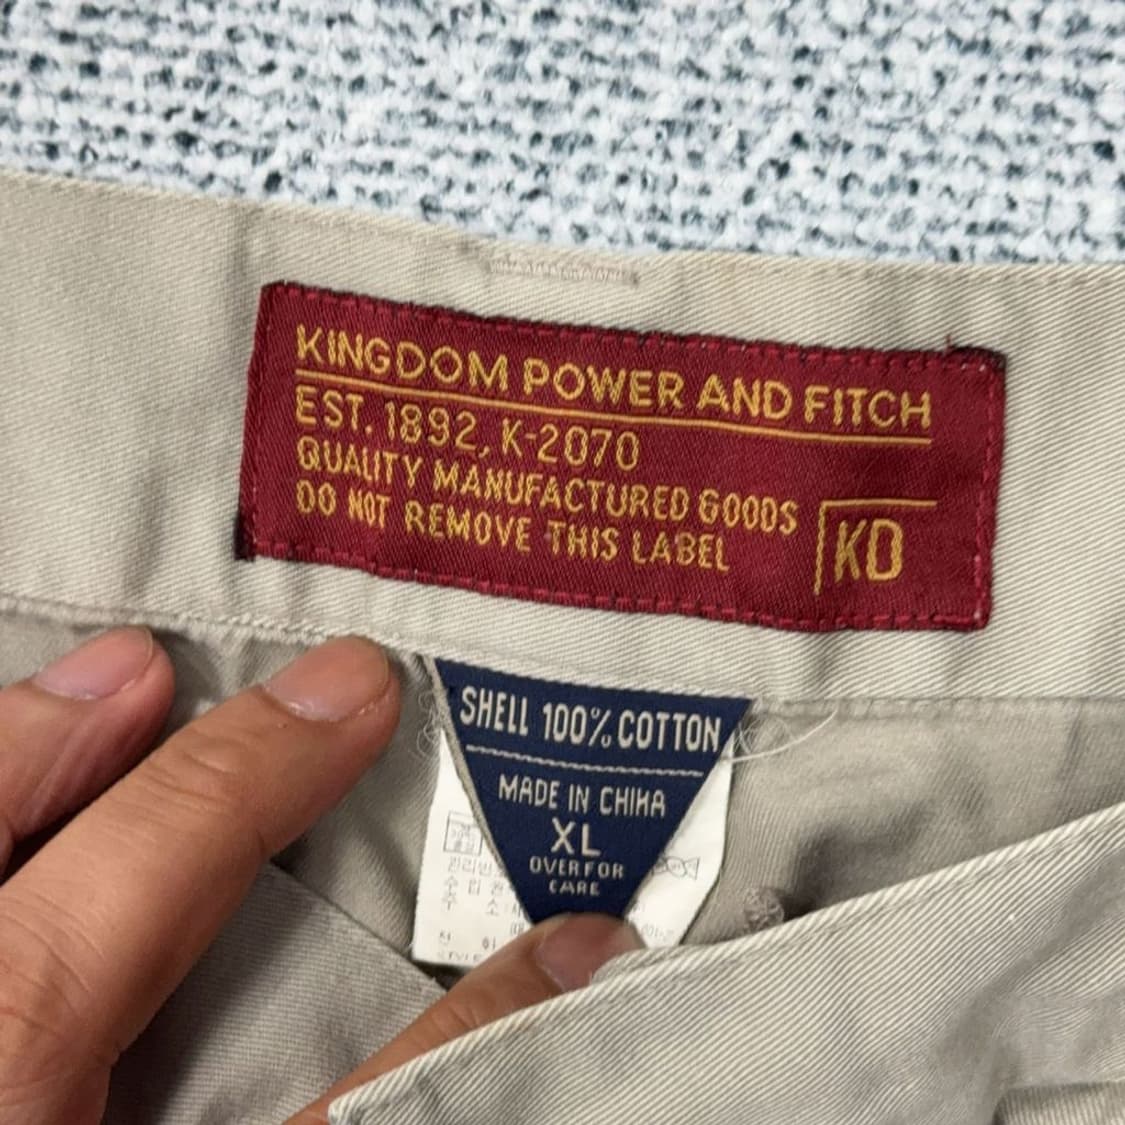 KINGDOM POWER AND FITCH
EST. 1892, K-2070
QUALITY MANUFACTURED GOODS
DO NOT REMOVE THIS LABEL
KD
SHELL 100% COTTON
MADE IN CHINA
XL
OVER FOR
CARE